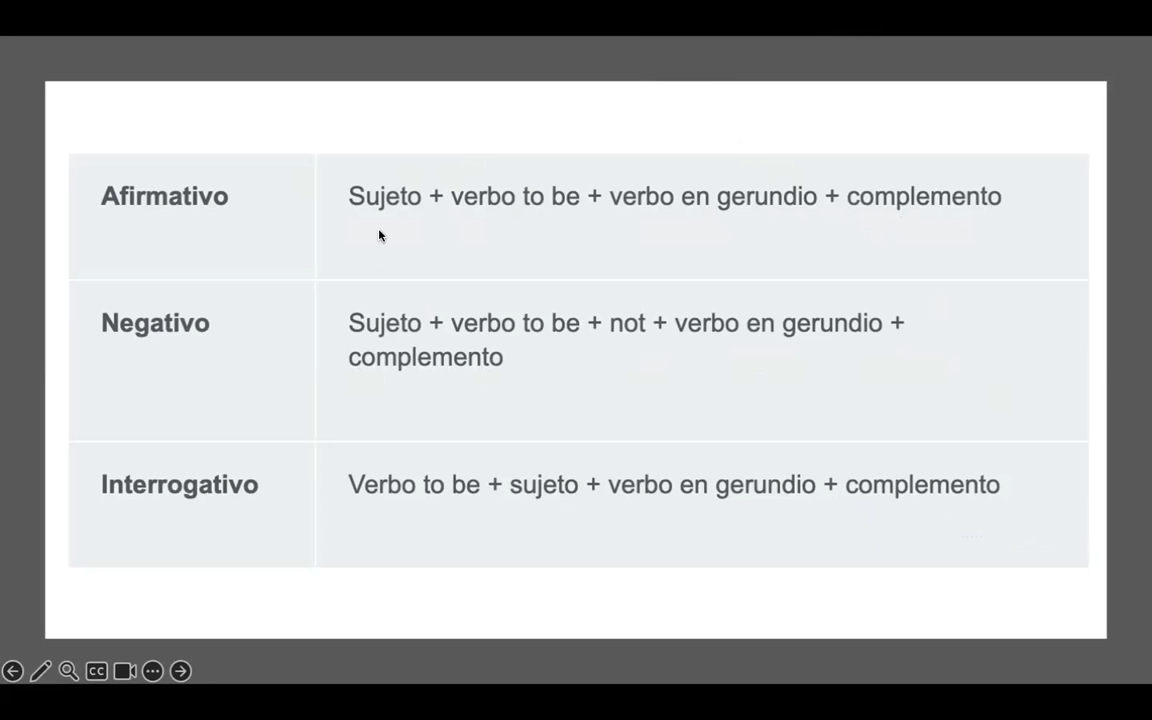 Afirmativo
Sujeto + verbo to be + verbo en gerundio + complemento
Negativo
Sujeto + verbo to be + not + verbo en gerundio +
complemento
Interrogativo
Verbo to be + sujeto + verbo en gerundio + complemento
CC